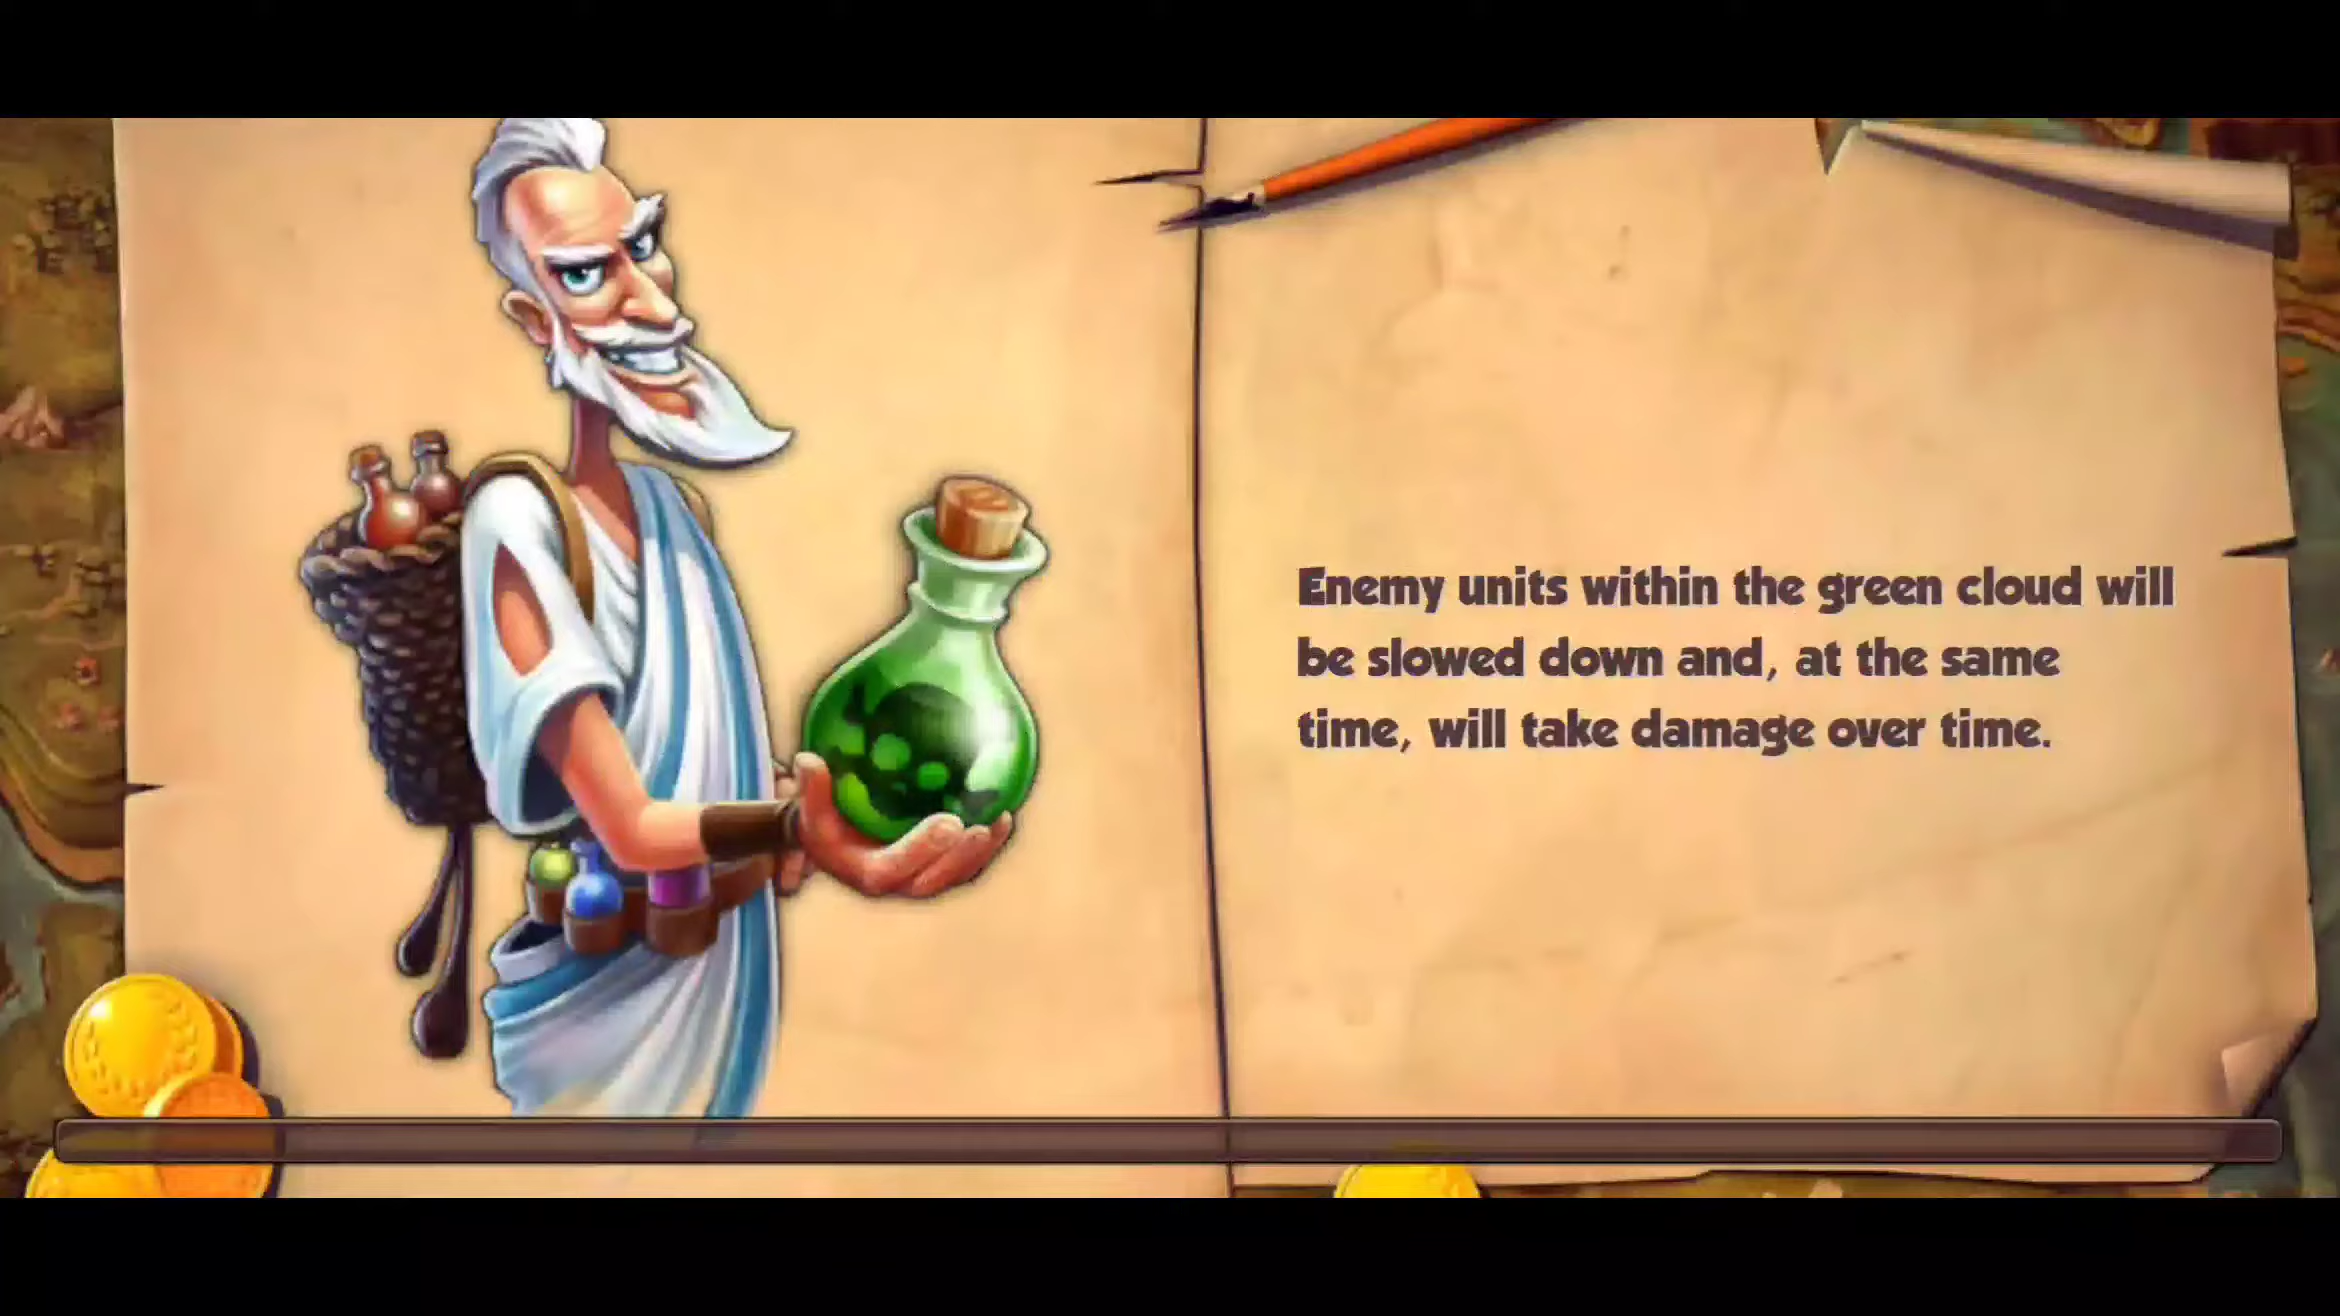 Enemy units within the green cloud will
be slowed down and, at the same
time, will take damage over time.